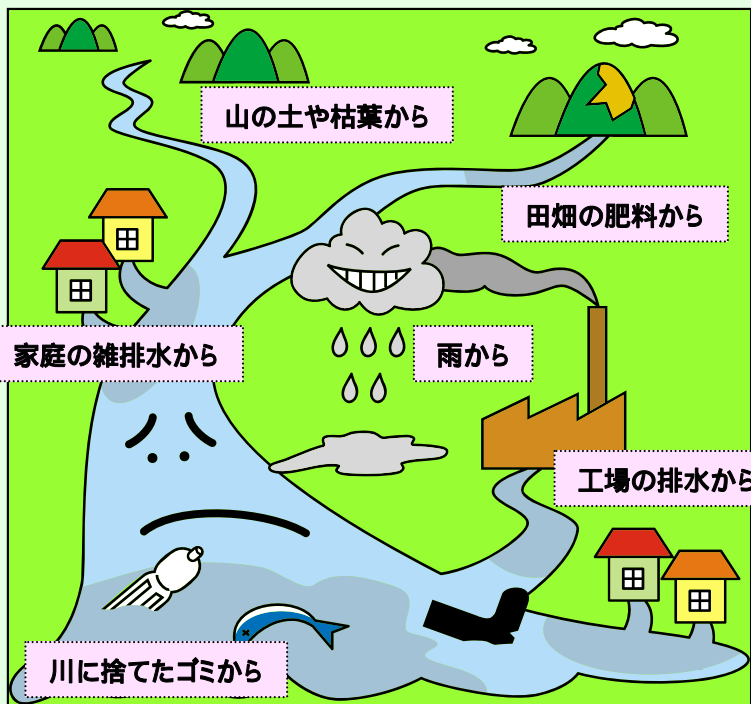 山の土や枯葉から
田畑の肥料から
家庭の雑排水から
雨から
工場の排水から
川に捨てたゴミから